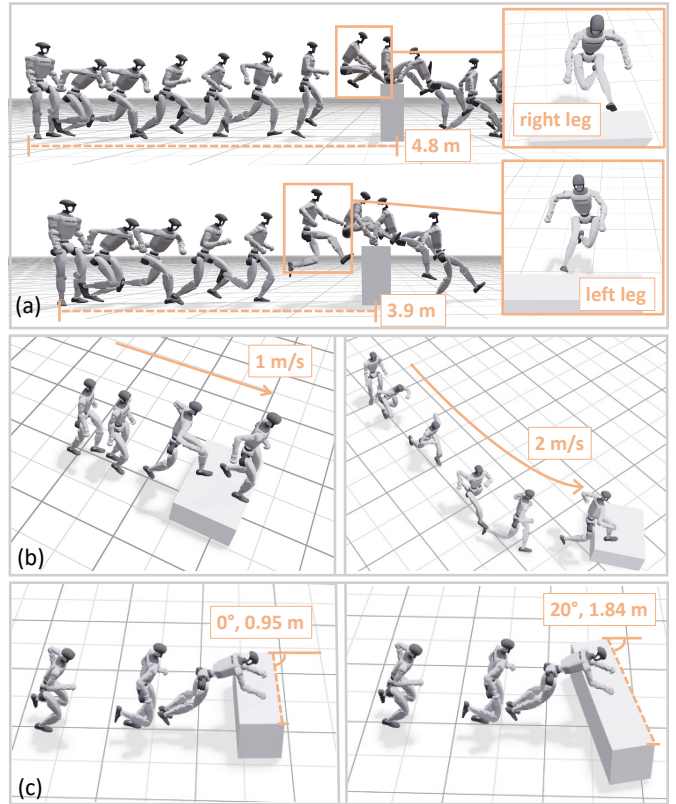 right leg
4.8 m
left leg
(a)
3.9 m
1 m/s
2 m/s
(b)
0°, 0.95 m
20°, 1.84 m
(c)